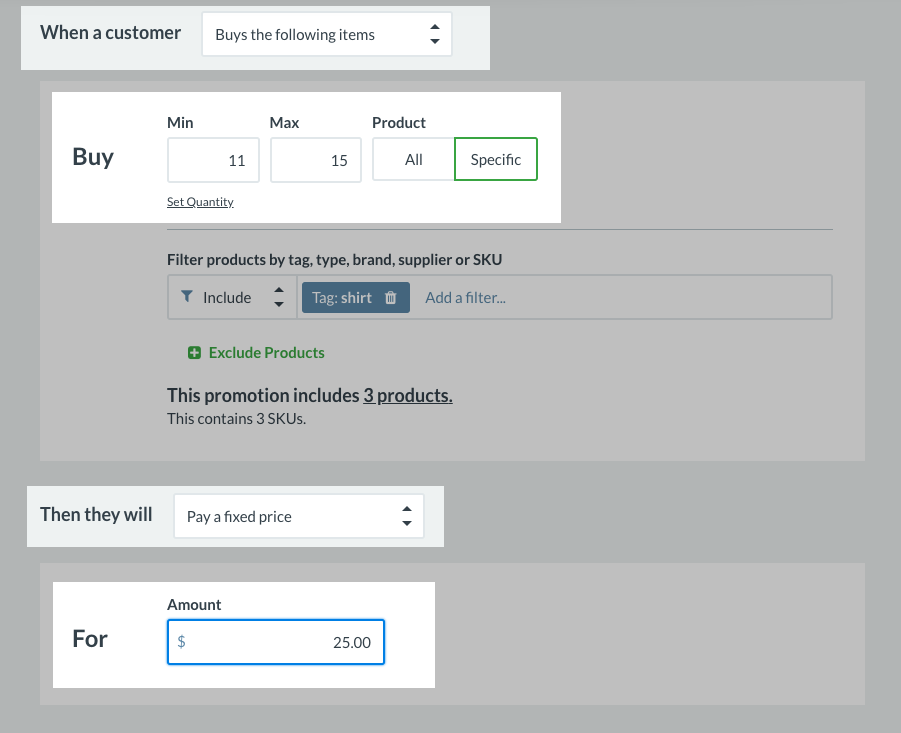 When a customer Buys the following items
Min Max Product
Buy 11 15 All Specific
Set Quantity
Filter products by tag, type, brand, supplier or SKU
Include Tag: shirt Add a filter...
Exclude Products
This promotion includes 3 products.
This contains 3 SKUs.
Then they will Pay a fixed price
Amount
For $ 25.00